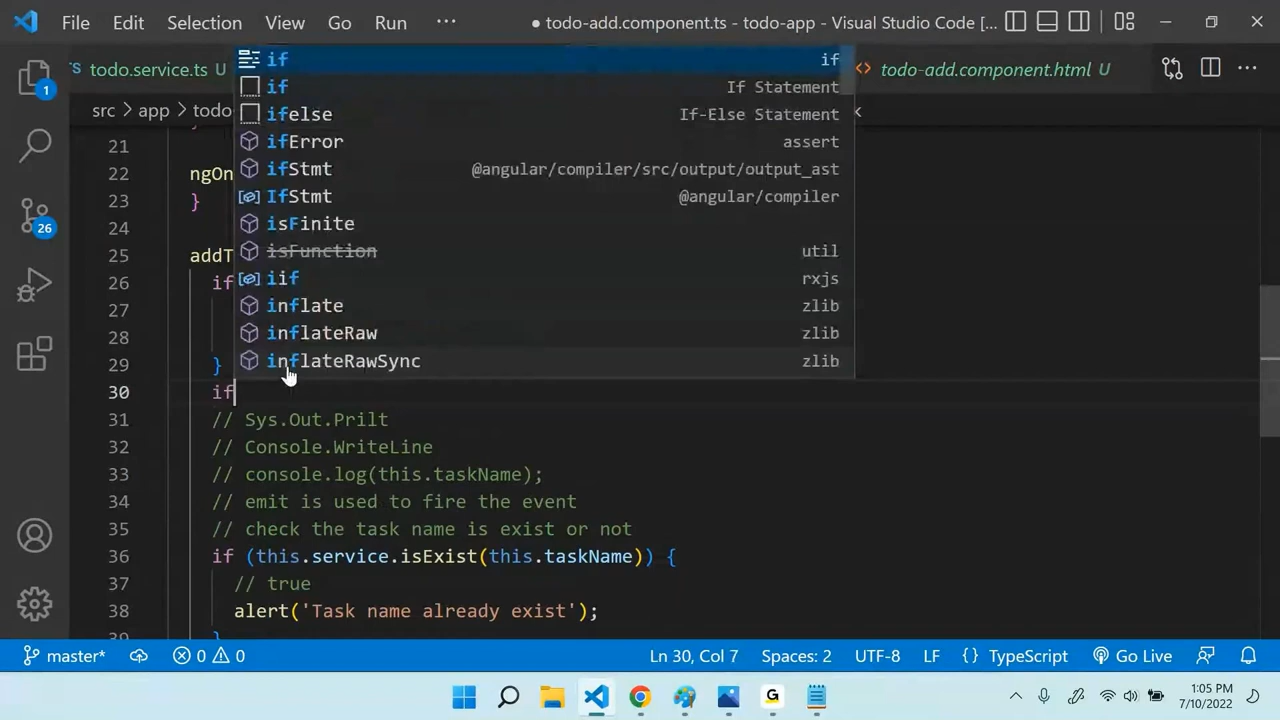 File Edit Selection View Go Run ··· ● todo-add.component.ts - todo-app - Visual Studio Code [...
TS todo.service.ts U <> todo-add.component.html U ···
1
src > app > todo
26
if if
if If Statement
ifelse If-Else Statement
ifError assert
ifStmt @angular/compiler/src/output/output_ast
IfStmt @angular/compiler
isFinite
isFunction util
iif rxjs
inflate zlib
inflateRaw zlib
inflateRawSync zlib
21
22 ngOn
23 }
24
25 addT
26 if
27
28
29 }
30 if
31 // Sys.Out.Prilt
32 // Console.WriteLine
33 // console.log(this.taskName);
34 // emit is used to fire the event
35 // check the task name is exist or not
36 if (this.service.isExist(this.taskName)) {
37 // true
38 alert('Task name already exist');
39 }
master* 0 0 Ln 30, Col 7 Spaces: 2 UTF-8 LF {} TypeScript Go Live
G
1:05 PM
7/10/2022